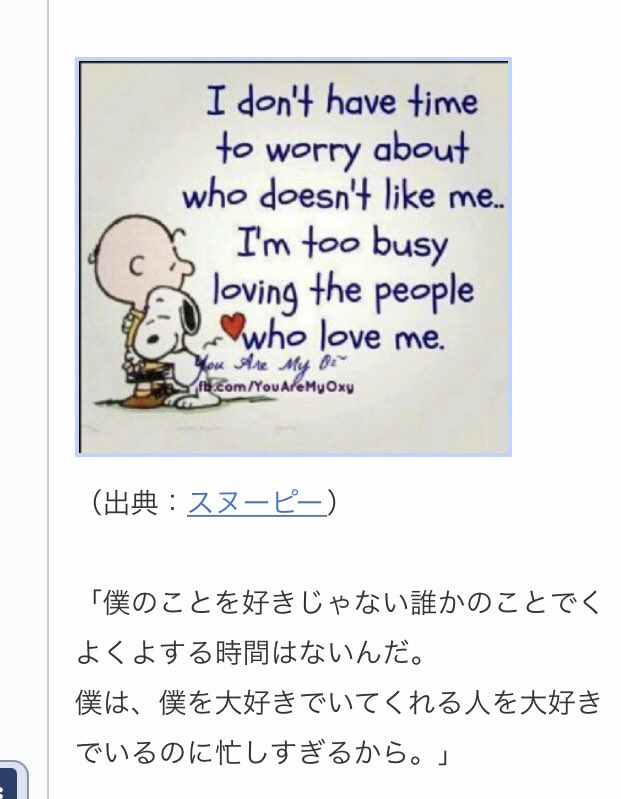 I don't have time
to worry about
who doesn't like me..
I'm too busy
loving the people
who love me.
You Are My Oz~
fb.com/YouAreMyOxy
（出典：スヌーピー）
「僕のことを好きじゃない誰かのことでく
よくよする時間はないんだ。
僕は、僕を大好きでいてくれる人を大好き
でいるのに忙しすぎるから。」